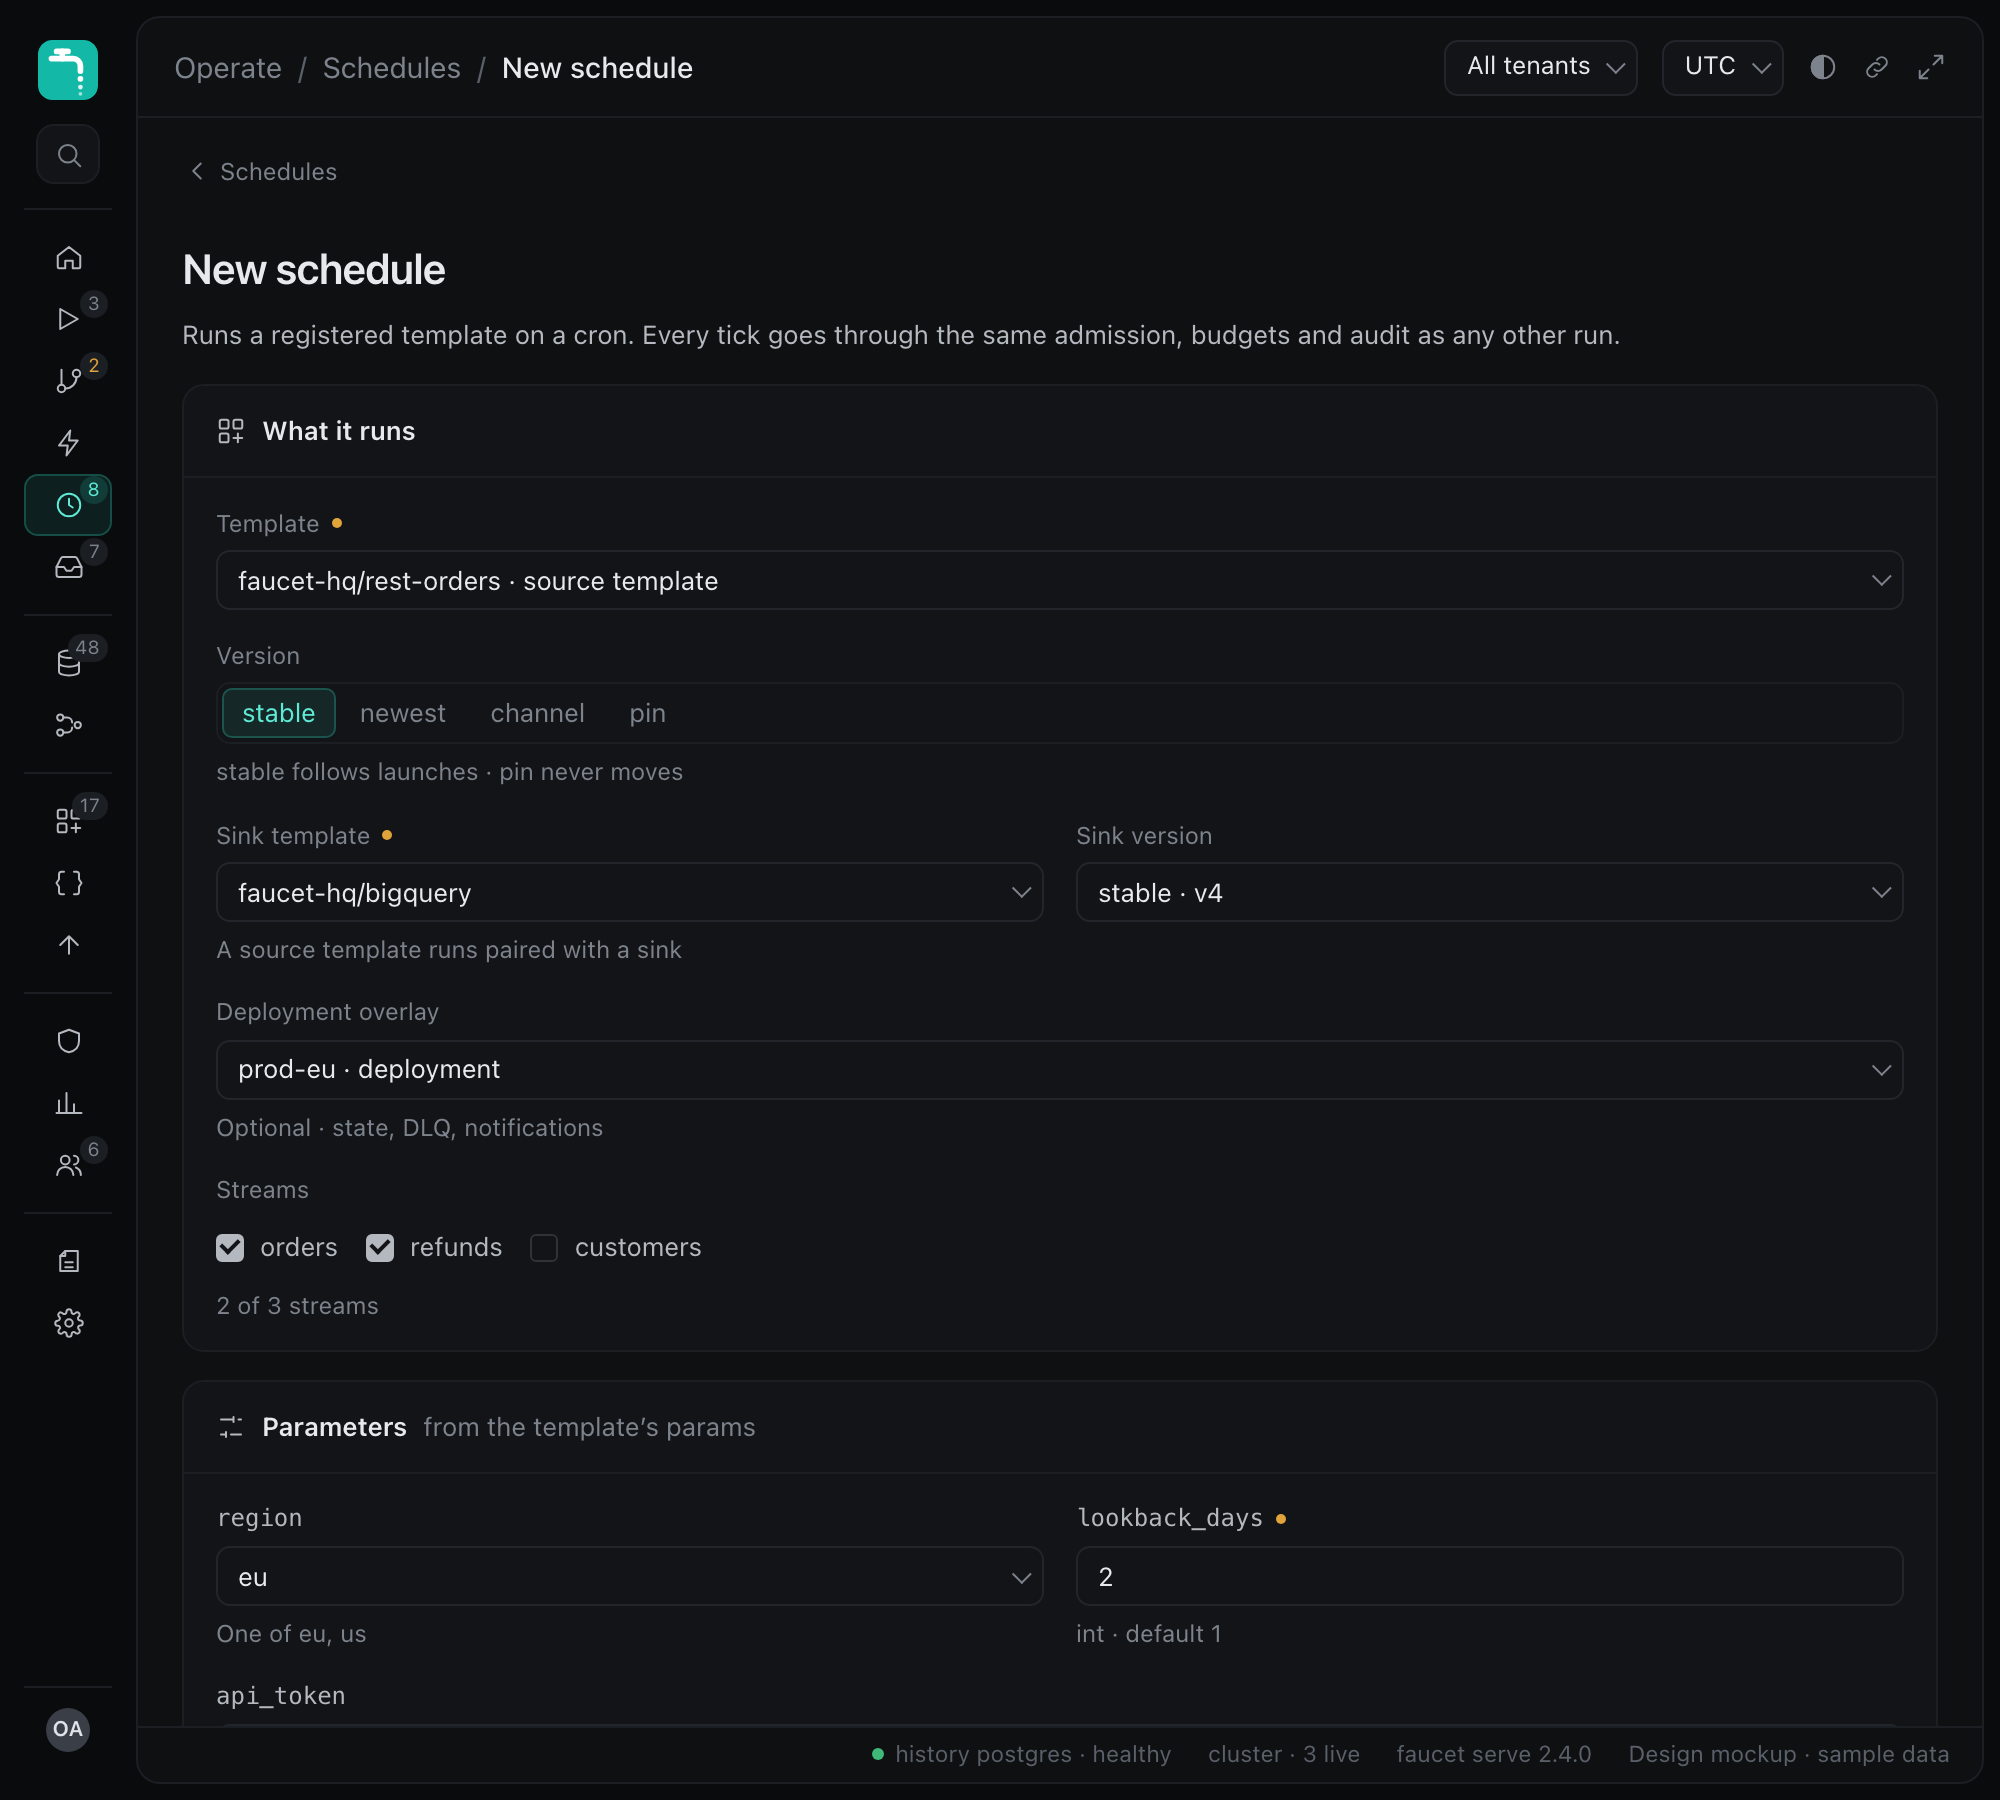 Operate / Schedules / New schedule
All tenants
UTC
Schedules
New schedule
Runs a registered template on a cron. Every tick goes through the same admission, budgets and audit as any other run.
3
2
8
7
48
17
6
OA
What it runs
Template
faucet-hq/rest-orders · source template
Version
stable newest channel pin
stable follows launches · pin never moves
Sink template
faucet-hq/bigquery
A source template runs paired with a sink
Sink version
stable · v4
Deployment overlay
prod-eu · deployment
Optional · state, DLQ, notifications
Streams
orders refunds customers
2 of 3 streams
Parameters from the template’s params
region
eu
One of eu, us
lookback_days
2
int · default 1
api_token
history postgres · healthy cluster · 3 live faucet serve 2.4.0 Design mockup · sample data